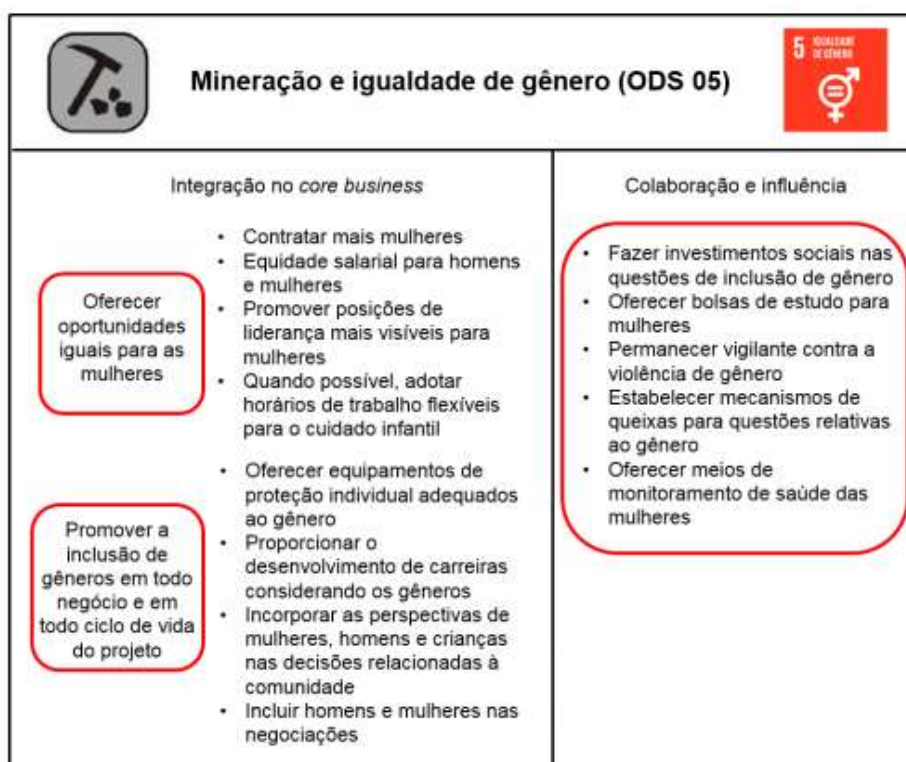 Mineração e igualdade de gênero (ODS 05)
5 IGUALDADE
DE GÊNERO
Integração no core business
Oferecer
oportunidades
iguais para as
mulheres
• Contratar mais mulheres
• Equidade salarial para homens
e mulheres
• Promover posições de
liderança mais visíveis para
mulheres
• Quando possível, adotar
horários de trabalho flexíveis
para o cuidado infantil
Promover a
inclusão de
gêneros em todo
negócio e em
todo ciclo de vida
do projeto
• Oferecer equipamentos de
proteção individual adequados
ao gênero
• Proporcionar o
desenvolvimento de carreiras
considerando os gêneros
• Incorporar as perspectivas de
mulheres, homens e crianças
nas decisões relacionadas à
comunidade
• Incluir homens e mulheres nas
negociações
Colaboração e influência
• Fazer investimentos sociais nas
questões de inclusão de gênero
• Oferecer bolsas de estudo para
mulheres
• Permanecer vigilante contra a
violência de gênero
• Estabelecer mecanismos de
queixas para questões relativas
ao gênero
• Oferecer meios de
monitoramento de saúde das
mulheres